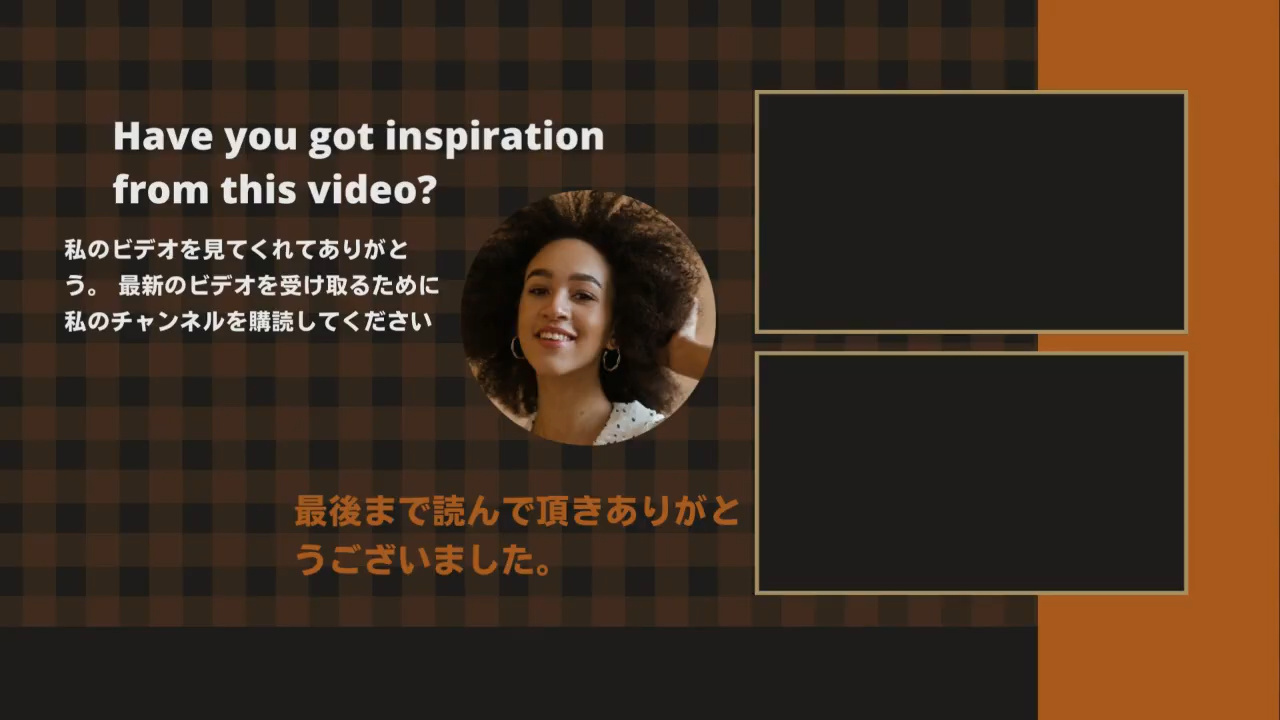 Have you got inspiration
from this video?
私のビデオを見てくれてありがと
う。 最新のビデオを受け取るために
私のチャンネルを購読してください
最後まで読んで頂きありがと
うございました。